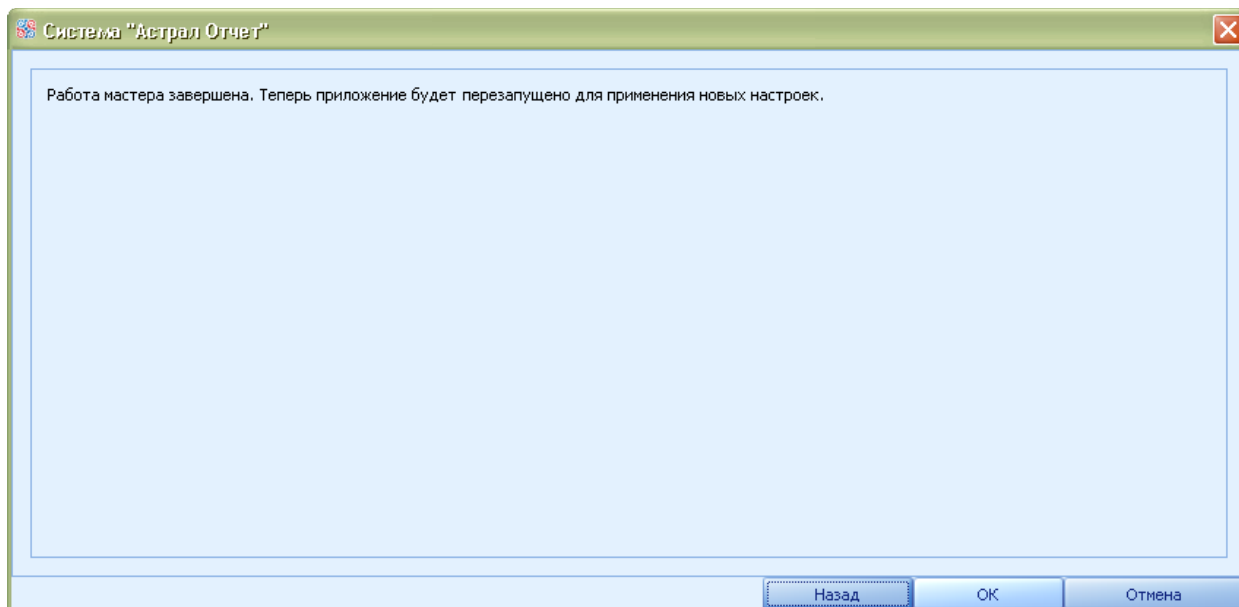 Система "Астрал Отчет"
Работа мастера завершена. Теперь приложение будет перезапущено для применения новых настроек.
Назад ОК Отмена